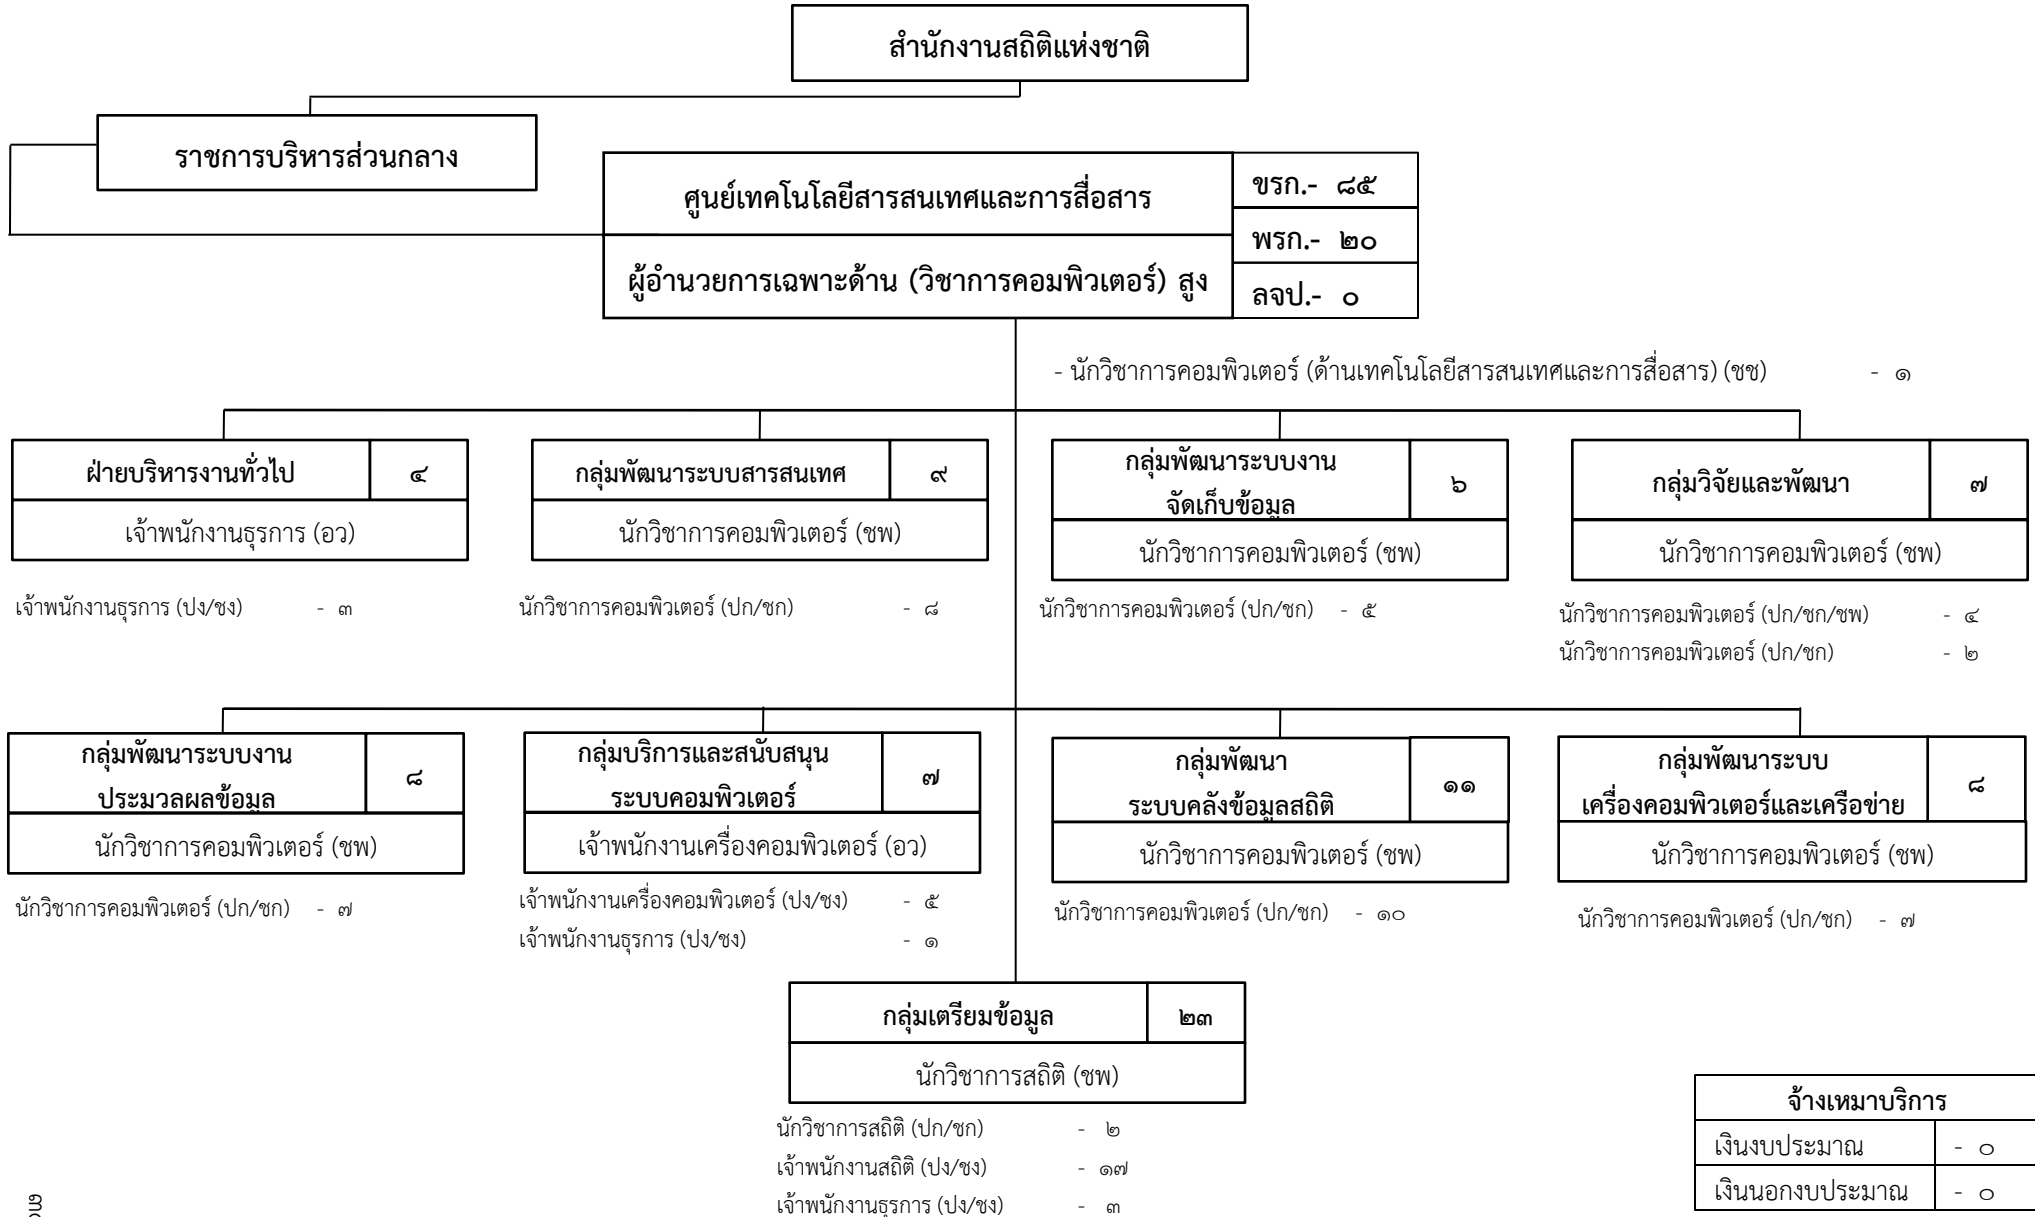 สำนักงานสถิติแห่งชาติ
ราชการบริหารส่วนกลาง
ศูนย์เทคโนโลยีสารสนเทศและการสื่อสาร
ผู้อำนวยการเฉพาะด้าน (วิชาการคอมพิวเตอร์) สูง
ขรก.- ๘๕
พรก.- ๒๐
ลจป.- ๐
- นักวิชาการคอมพิวเตอร์ (ด้านเทคโนโลยีสารสนเทศและการสื่อสาร) (ชช) - ๑
ฝ่ายบริหารงานทั่วไป ๔
เจ้าพนักงานธุรการ (อว)
เจ้าพนักงานธุรการ (ปง/ชง) - ๓
กลุ่มพัฒนาระบบสารสนเทศ ๙
นักวิชาการคอมพิวเตอร์ (ชพ)
นักวิชาการคอมพิวเตอร์ (ปก/ชก) - ๘
กลุ่มพัฒนาระบบงาน
จัดเก็บข้อมูล ๖
นักวิชาการคอมพิวเตอร์ (ชพ)
นักวิชาการคอมพิวเตอร์ (ปก/ชก) - ๕
กลุ่มวิจัยและพัฒนา ๗
นักวิชาการคอมพิวเตอร์ (ชพ)
นักวิชาการคอมพิวเตอร์ (ปก/ชก/ชพ) - ๔
นักวิชาการคอมพิวเตอร์ (ปก/ชก) - ๒
กลุ่มพัฒนาระบบงาน
ประมวลผลข้อมูล ๘
นักวิชาการคอมพิวเตอร์ (ชพ)
นักวิชาการคอมพิวเตอร์ (ปก/ชก) - ๗
กลุ่มบริการและสนับสนุน
ระบบคอมพิวเตอร์ ๗
เจ้าพนักงานเครื่องคอมพิวเตอร์ (อว)
เจ้าพนักงานเครื่องคอมพิวเตอร์ (ปง/ชง) - ๕
เจ้าพนักงานธุรการ (ปง/ชง) - ๑
กลุ่มพัฒนา
ระบบคลังข้อมูลสถิติ ๑๑
นักวิชาการคอมพิวเตอร์ (ชพ)
นักวิชาการคอมพิวเตอร์ (ปก/ชก) - ๑๐
กลุ่มพัฒนาระบบ
เครื่องคอมพิวเตอร์และเครือข่าย ๘
นักวิชาการคอมพิวเตอร์ (ชพ)
นักวิชาการคอมพิวเตอร์ (ปก/ชก) - ๗
กลุ่มเตรียมข้อมูล ๒๓
นักวิชาการสถิติ (ชพ)
นักวิชาการสถิติ (ปก/ชก) - ๒
เจ้าพนักงานสถิติ (ปง/ชง) - ๑๗
เจ้าพนักงานธุรการ (ปง/ชง) - ๓
จ้างเหมาบริการ
เงินงบประมาณ - ๐
เงินนอกงบประมาณ - ๐